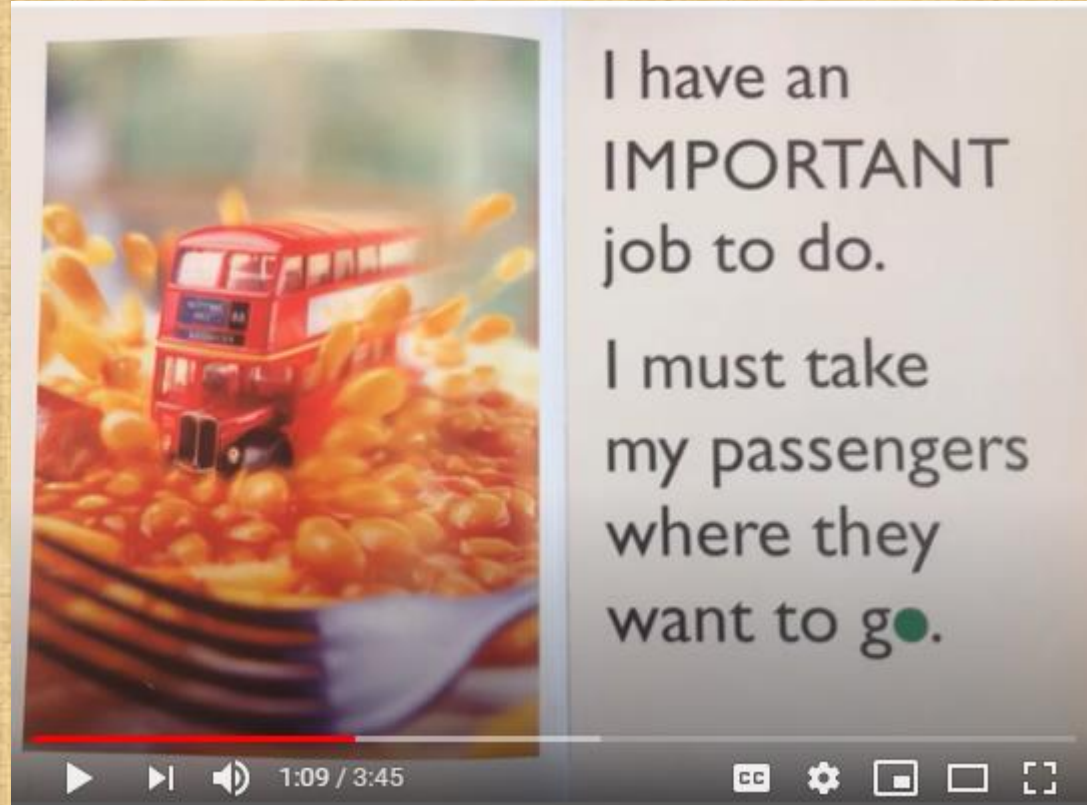 I have an
IMPORTANT
job to do.
I must take
my passengers
where they
want to go.
1:09 / 3:45
CC